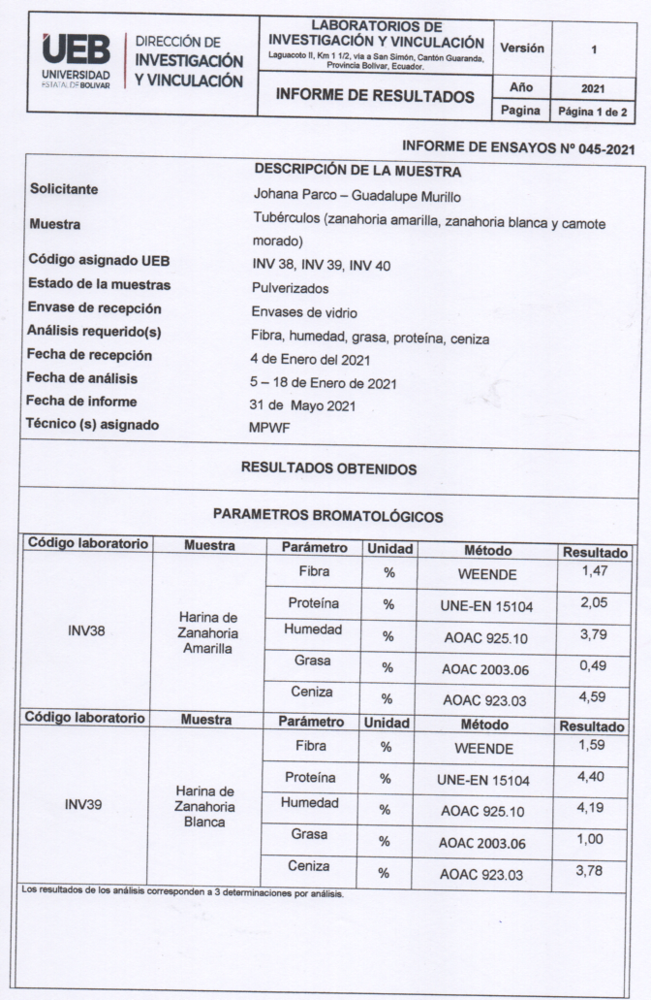 UEB
UNIVERSIDAD
ESTATAL DE BOLIVAR
DIRECCIÓN DE
INVESTIGACIÓN
Y VINCULACIÓN
LABORATORIOS DE
INVESTIGACIÓN Y VINCULACIÓN
Laguacoto II, Km 1 1/2, via a San Simón, Cantón Guaranda,
Provincia Bolívar, Ecuador.
INFORME DE RESULTADOS
Versión 1
Año 2021
Pagina Página 1 de 2
INFORME DE ENSAYOS Nº 045-2021
DESCRIPCIÓN DE LA MUESTRA
Solicitante Johana Parco – Guadalupe Murillo
Muestra Tubérculos (zanahoria amarilla, zanahoria blanca y camote
morado)
Código asignado UEB INV 38, INV 39, INV 40
Estado de la muestras Pulverizados
Envase de recepción Envases de vidrio
Análisis requerido(s) Fibra, humedad, grasa, proteína, ceniza
Fecha de recepción 4 de Enero del 2021
Fecha de análisis 5 – 18 de Enero de 2021
Fecha de informe 31 de Mayo 2021
Técnico (s) asignado MPWF
RESULTADOS OBTENIDOS
PARAMETROS BROMATOLÓGICOS
Código laboratorio Muestra Parámetro Unidad Método Resultado
INV38
Harina de
Zanahoria
Amarilla
Fibra % WEENDE 1,47
Proteína % UNE-EN 15104 2,05
Humedad % AOAC 925.10 3,79
Grasa % AOAC 2003.06 0,49
Ceniza % AOAC 923.03 4,59
Código laboratorio Muestra Parámetro Unidad Método Resultado
INV39
Harina de
Zanahoria
Blanca
Fibra % WEENDE 1,59
Proteína % UNE-EN 15104 4,40
Humedad % AOAC 925.10 4,19
Grasa % AOAC 2003.06 1,00
Ceniza % AOAC 923.03 3,78
Los resultados de los análisis corresponden a 3 determinaciones por análisis.